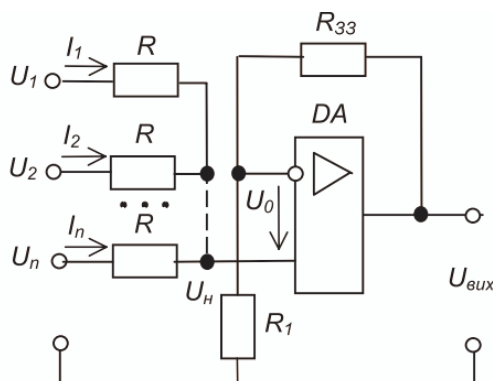 I1 R R33
U1 DA
I2 R
U2 U0
In R
Un Uн Uвих
R1